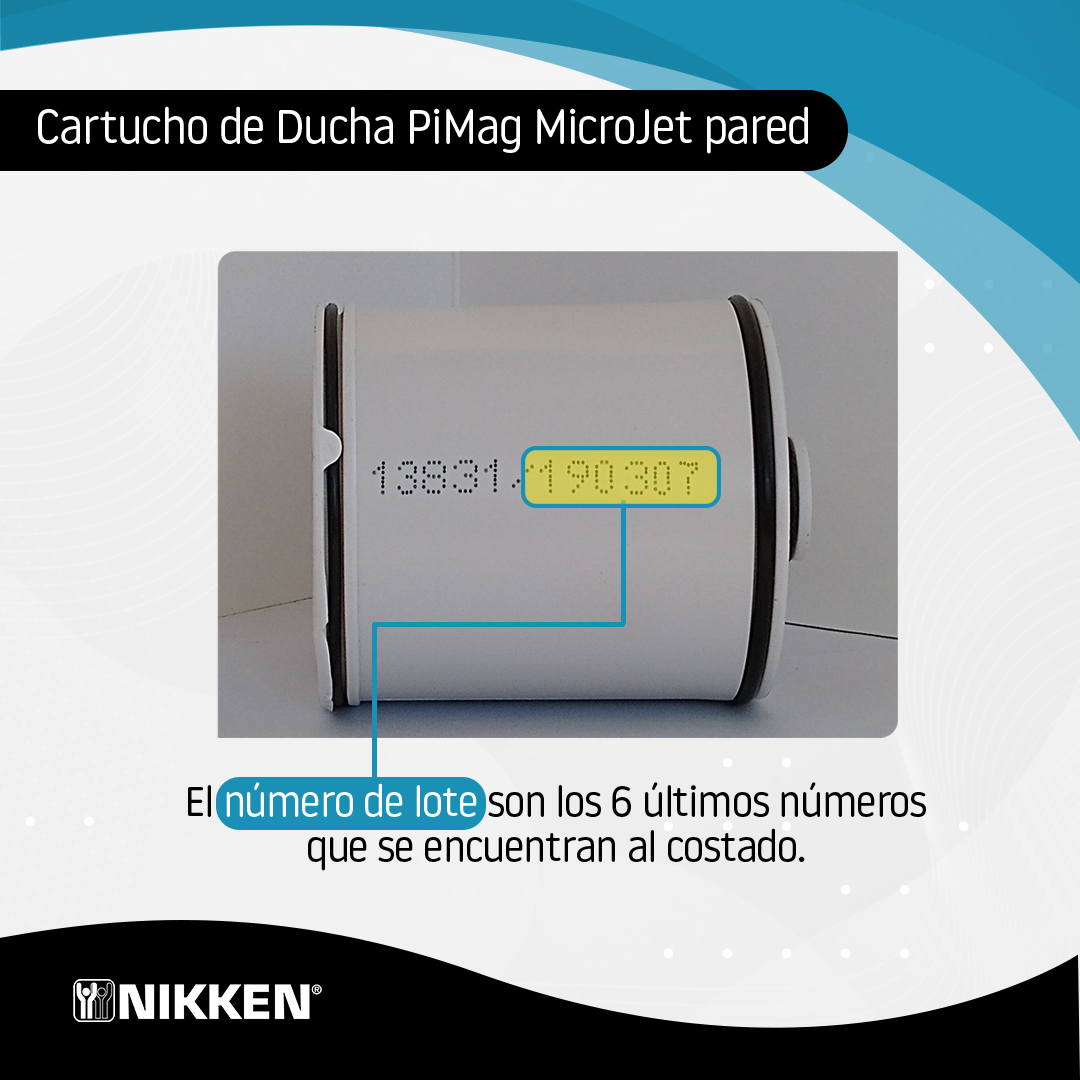 Cartucho de Ducha PiMag MicroJet pared
13831/190307
El número de lote son los 6 últimos números
que se encuentran al costado.
NIKKEN®